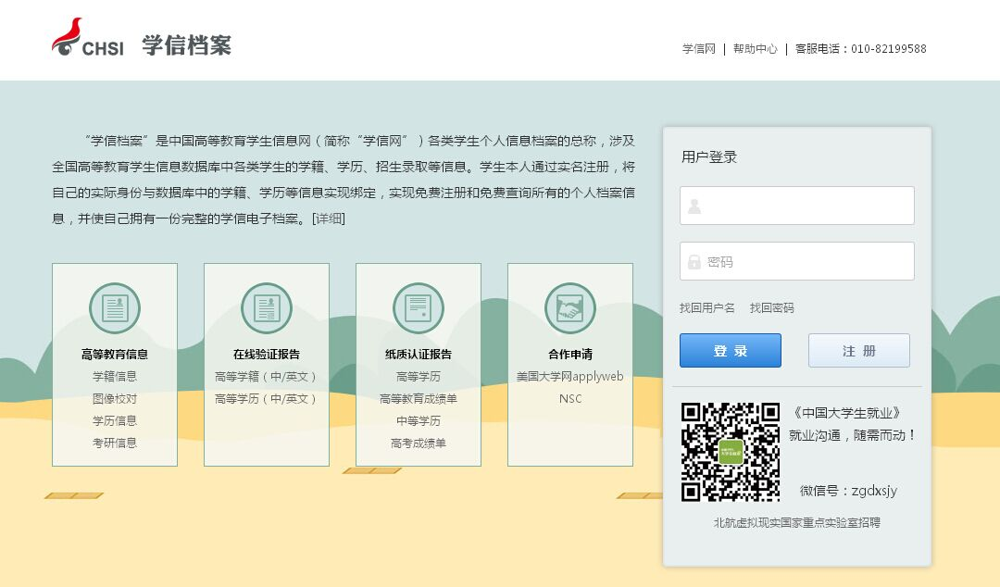 CHSI 学信档案
学信网 | 帮助中心 | 客服电话：010-82199588
“学信档案”是中国高等教育学生信息网（简称“学信网”）各类学生个人信息档案的总称，涉及
全国高等教育学生信息数据库中各类学生的学籍、学历、招生录取等信息。学生本人通过实名注册，将
自己的实际身份与数据库中的学籍、学历等信息实现绑定，实现免费注册和免费查询所有的个人档案信
息，并使自己拥有一份完整的学信电子档案。[详细]
高等教育信息
学籍信息
图像校对
学历信息
考研信息
在线验证报告
高等学籍（中/英文）
高等学历（中/英文）
纸质认证报告
高等学历
高等教育成绩单
中等学历
高考成绩单
合作申请
美国大学网applyweb
NSC
用户登录
密码
找回用户名 找回密码
登 录 注 册
《中国大学生就业》
就业沟通，随需而动！
微信号：zgdxsjy
北航虚拟现实国家重点实验室招聘